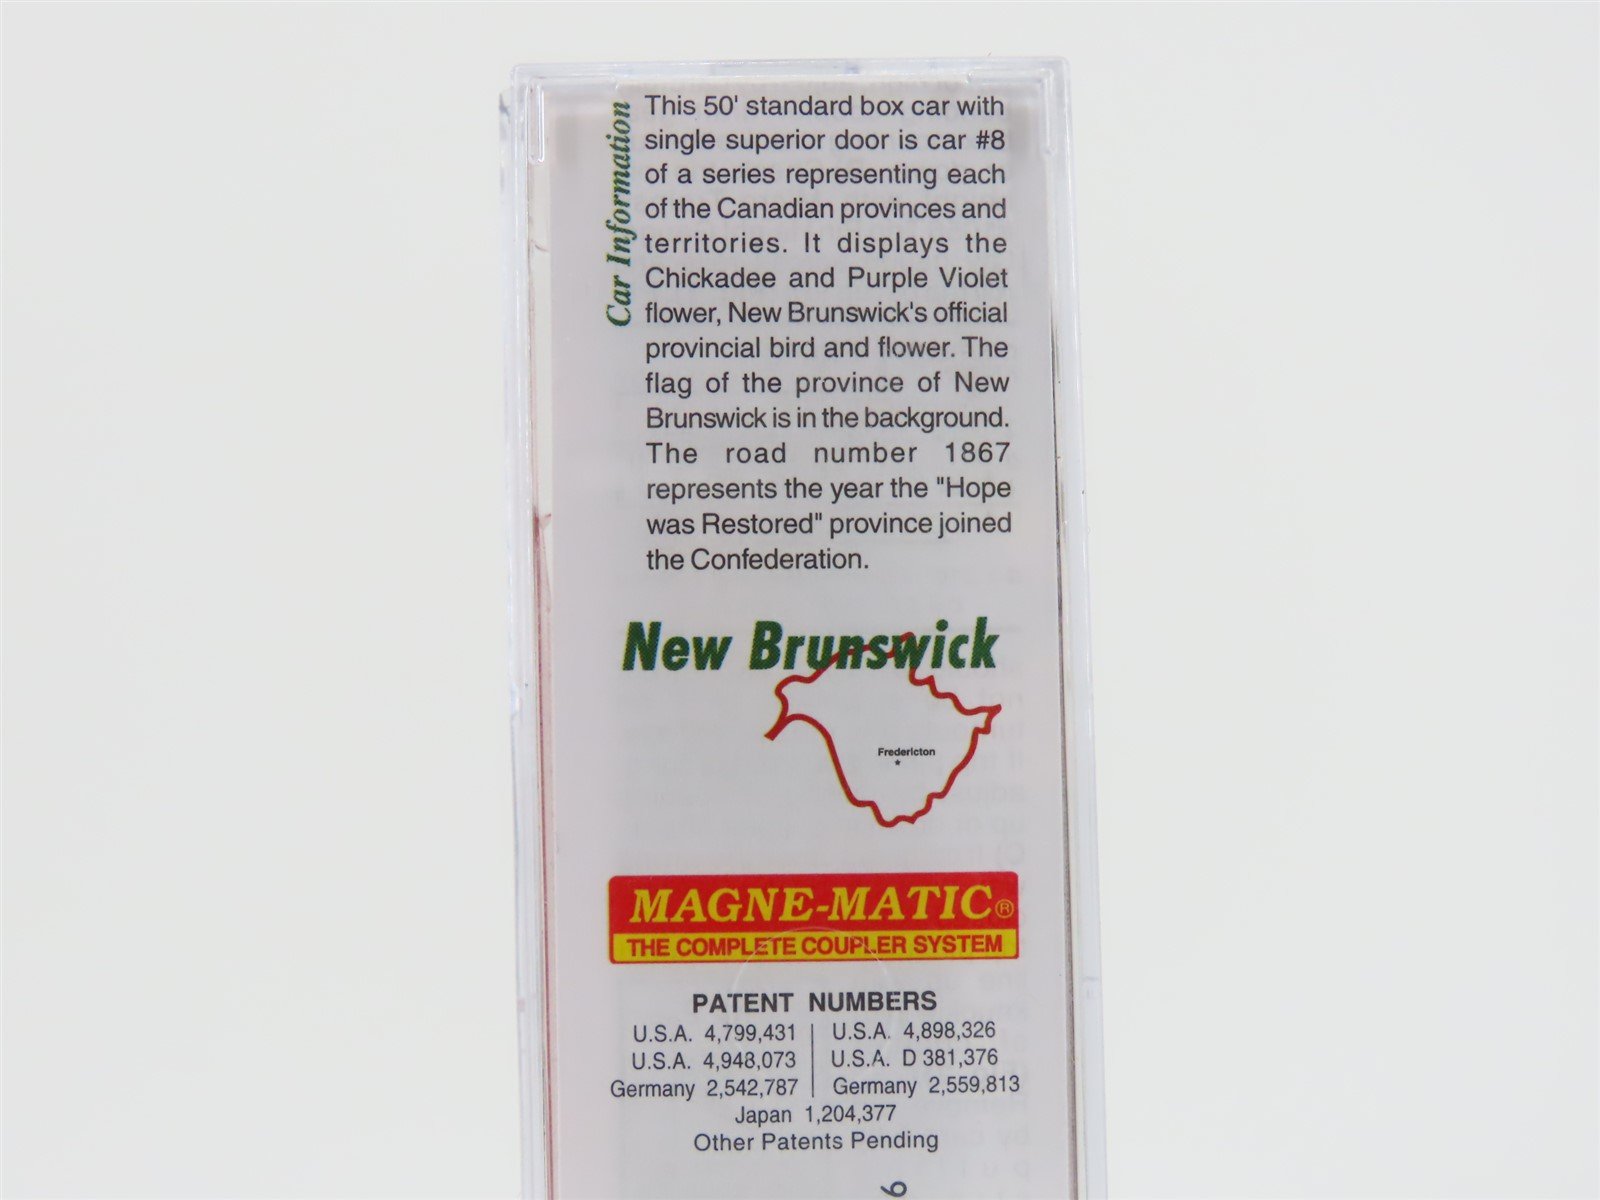 Car Information
This 50' standard box car with
single superior door is car #8
of a series representing each
of the Canadian provinces and
territories. It displays the
Chickadee and Purple Violet
flower, New Brunswick's official
provincial bird and flower. The
flag of the province of New
Brunswick is in the background.
The road number 1867
represents the year the "Hope
was Restored" province joined
the Confederation.
New Brunswick
Fredericton
MAGNE-MATIC®
THE COMPLETE COUPLER SYSTEM
PATENT NUMBERS
U.S.A. 4,799,431 | U.S.A. 4,898,326
U.S.A. 4,948,073 | U.S.A. D 381,376
Germany 2,542,787 | Germany 2,559,813
Japan 1,204,377
Other Patents Pending